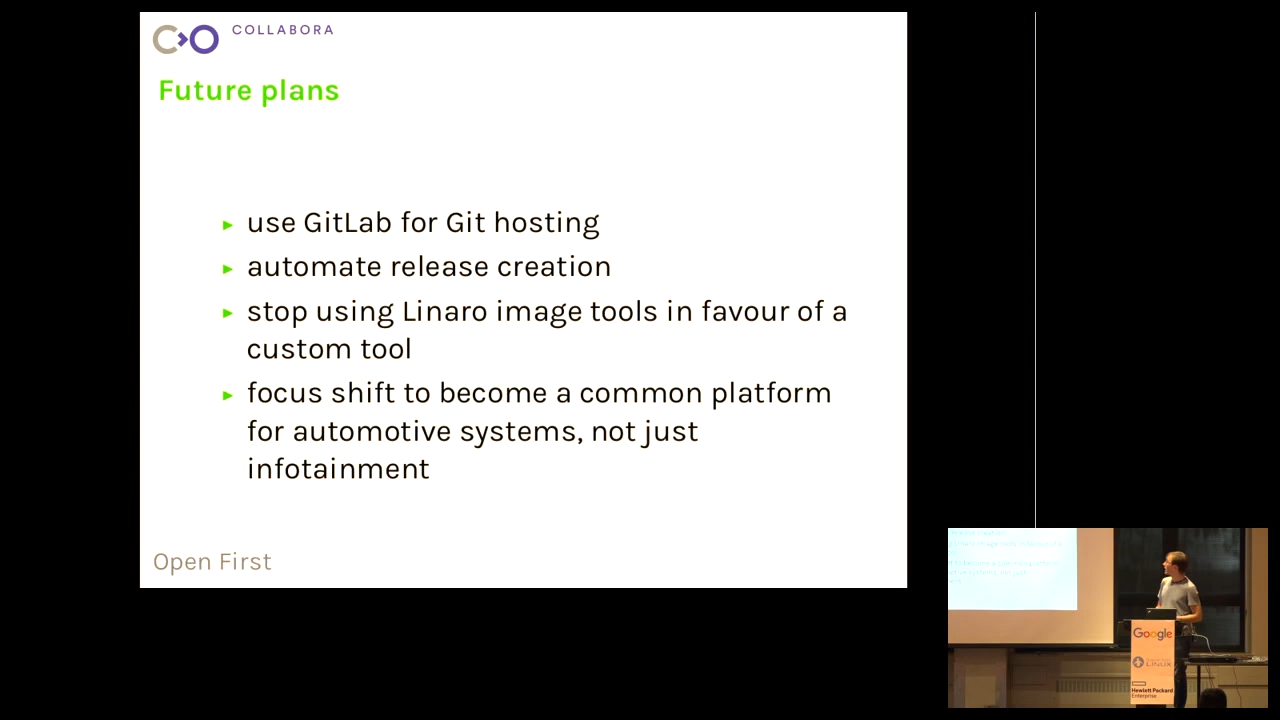 COLLABORA
Future plans
use GitLab for Git hosting
automate release creation
stop using Linaro image tools in favour of a
custom tool
focus shift to become a common platform
for automotive systems, not just
infotainment
Open First
Google
LINUX
Hewlett Packard
Enterprise